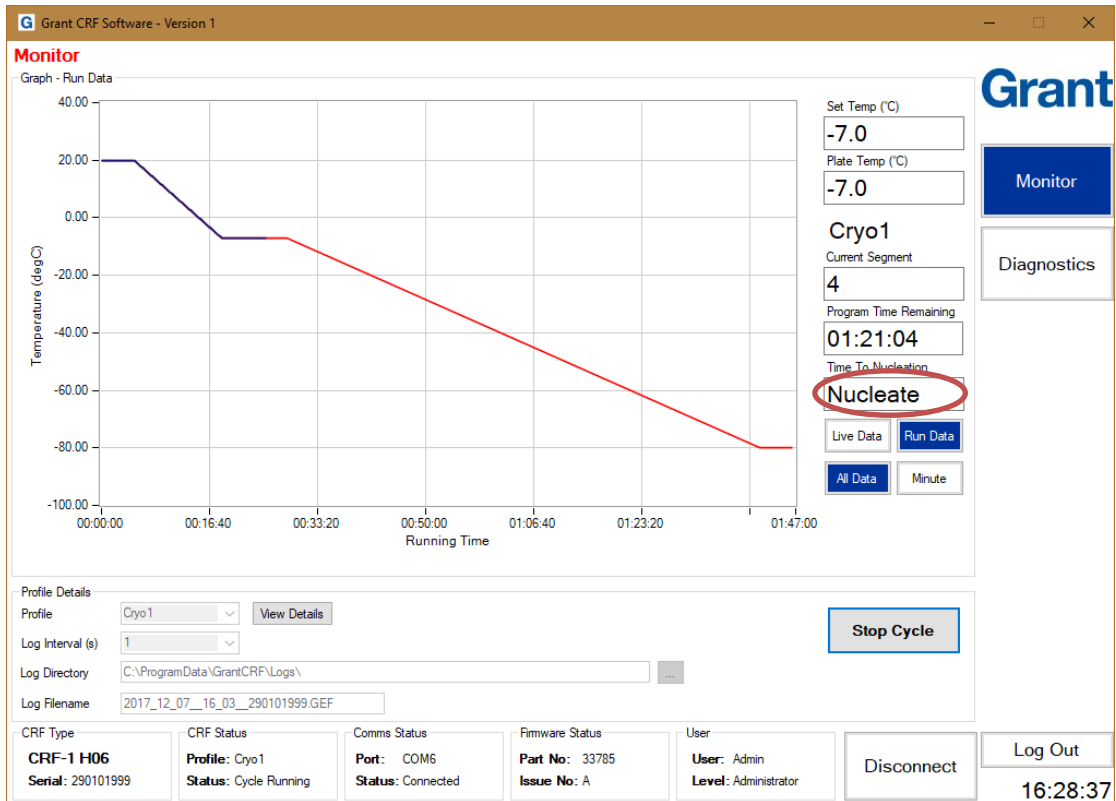 G Grant CRF Software - Version 1
Monitor
Graph - Run Data
40.00
20.00
0.00
-20.00
-40.00
-60.00
-80.00
-100.00
Temperature (degC)
00:00:00 00:16:40 00:33:20 00:50:00 01:06:40 01:23:20 01:47:00
Running Time
Set Temp (°C)
-7.0
Plate Temp (°C)
-7.0
Cryo1
Current Segment
4
Program Time Remaining
01:21:04
Time To Nucleation
Nucleate
Live Data Run Data
All Data Minute
Grant
Monitor
Diagnostics
Profile Details
Profile Cryo1 View Details
Log Interval (s) 1
Log Directory C:\ProgramData\GrantCRF\Logs\ ...
Log Filename 2017_12_07__16_03__290101999.GEF
Stop Cycle
CRF Type
CRF-1 H06
Serial: 290101999
CRF Status
Profile: Cryo1
Status: Cycle Running
Comms Status
Port: COM6
Status: Connected
Firmware Status
Part No: 33785
Issue No: A
User
User: Admin
Level: Administrator
Disconnect
Log Out
16:28:37